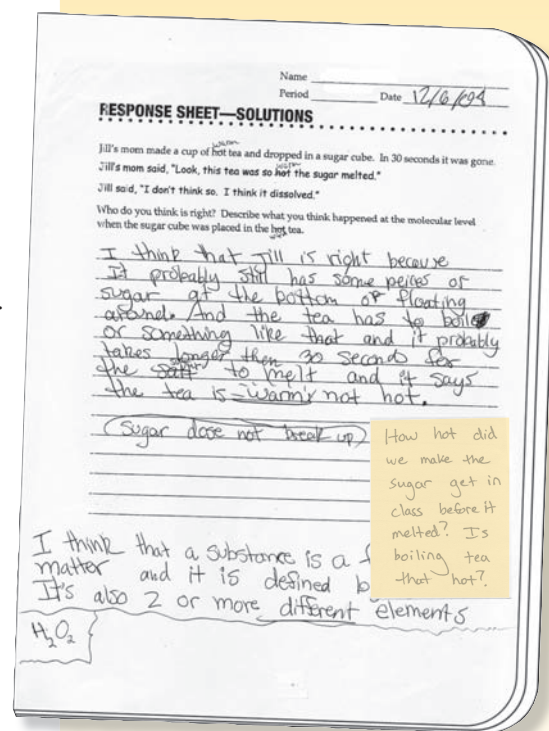 Name
Period Date 12/6/04
RESPONSE SHEET—SOLUTIONS
warm warm
Jill's mom made a cup of hot tea and dropped in a sugar cube. In 30 seconds it was gone.
Jill's mom said, "Look, this tea was so hot the sugar melted."
Jill said, "I don't think so. I think it dissolved."
Who do you think is right? Describe what you think happened at the molecular level
when the sugar cube was placed in the hot tea.
I think that Jill is right because
It probably still has some peices of
sugar at the bottom or floating
around. And the tea has to boil
or something like that and it probably
takes longer then 30 second for
the salt to melt and it says
the tea is "warm" not hot.
(Sugar dose not break up)
How hot did
we make the
sugar get in
class before it
melted? Is
boiling tea
that hot?
I think that a substance is a
matter and it is defined
It's also 2 or more different elements
H₂O₂